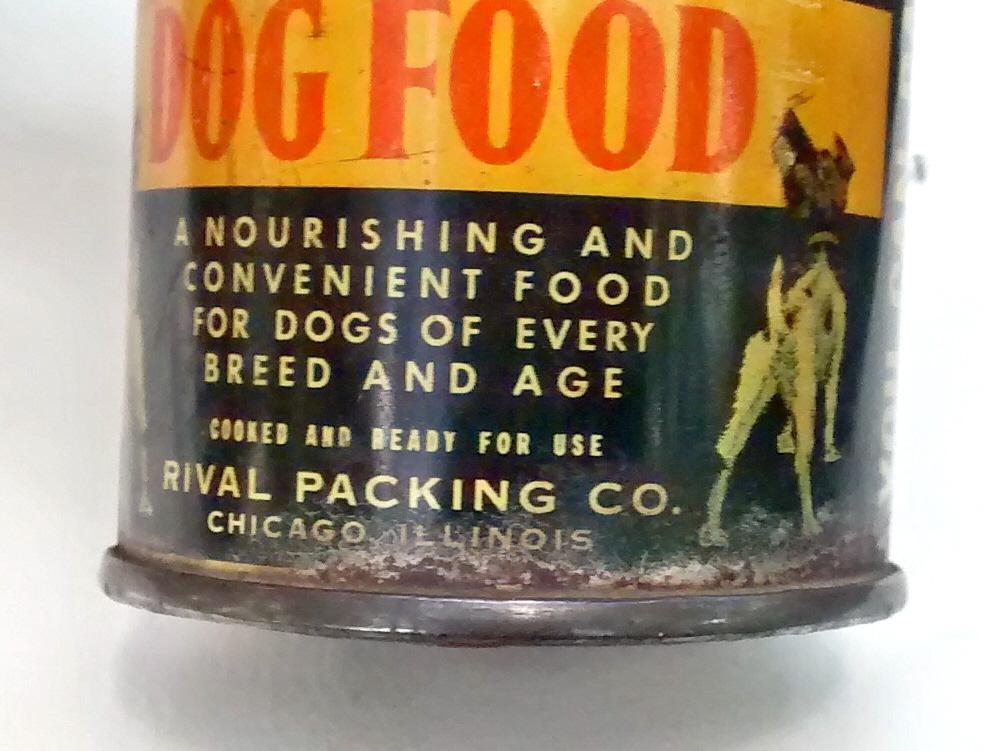 DOG FOOD
A NOURISHING AND
CONVENIENT FOOD
FOR DOGS OF EVERY
BREED AND AGE
COOKED AND READY FOR USE
RIVAL PACKING CO.
CHICAGO, ILLINOIS